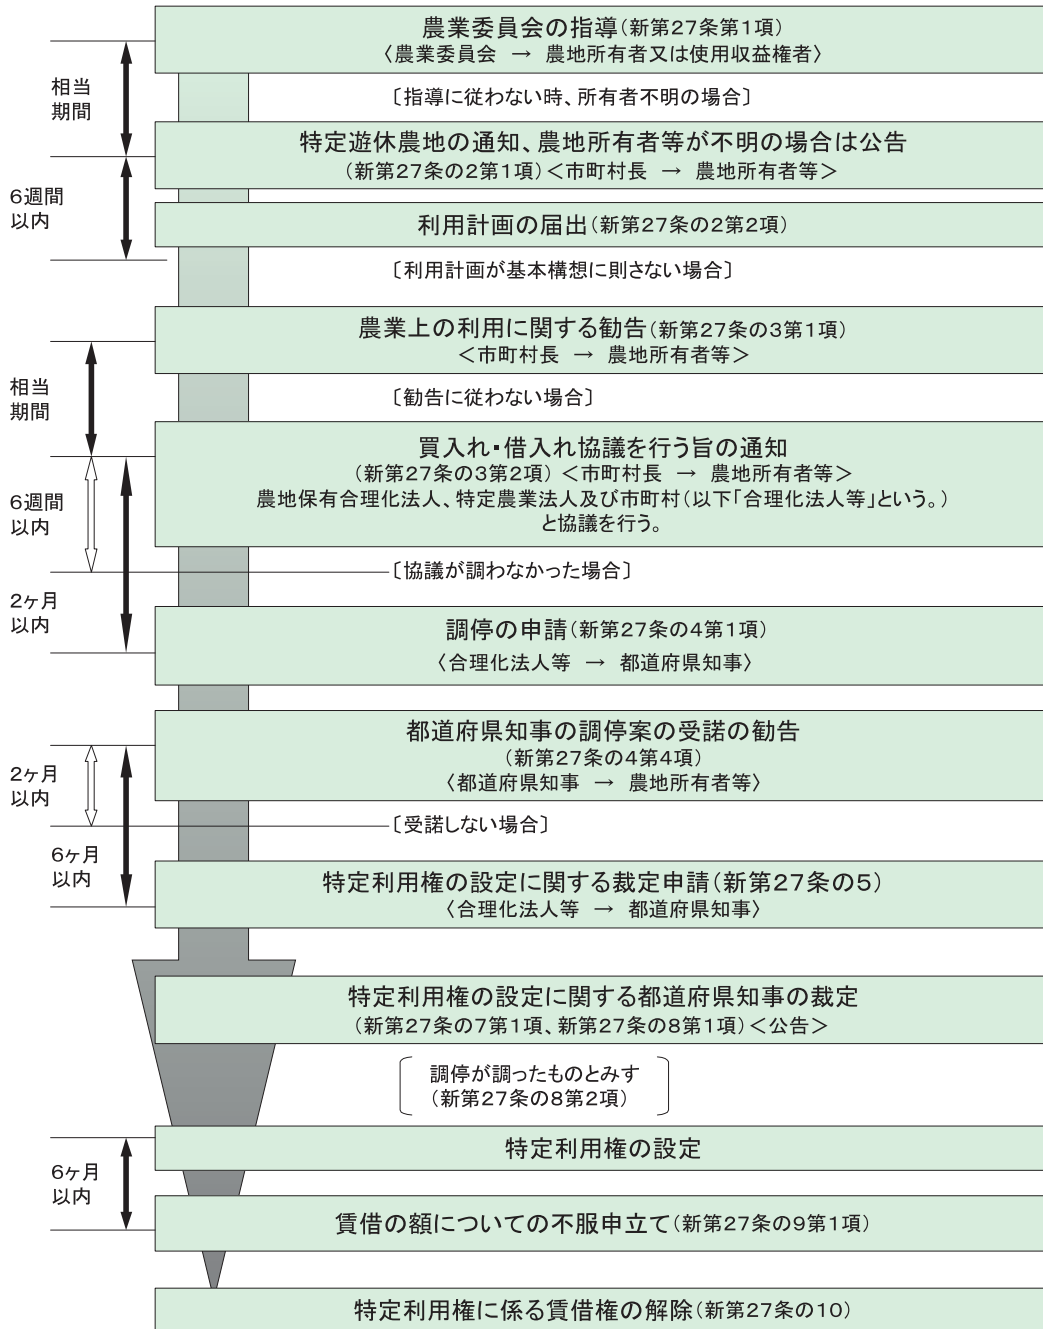 農業委員会の指導(新第27条第1項)
〈農業委員会 → 農地所有者又は使用収益権者〉
相当
期間
〔指導に従わない時、所有者不明の場合〕
特定遊休農地の通知、農地所有者等が不明の場合は公告
(新第27条の2第1項)<市町村長 → 農地所有者等>
6週間
以内
利用計画の届出(新第27条の2第2項)
〔利用計画が基本構想に則さない場合〕
農業上の利用に関する勧告(新第27条の3第1項)
<市町村長 → 農地所有者等>
相当
期間
〔勧告に従わない場合〕
買入れ・借入れ協議を行う旨の通知
(新第27条の3第2項)<市町村長 → 農地所有者等>
農地保有合理化法人、特定農業法人及び市町村(以下「合理化法人等」という。)
と協議を行う。
6週間
以内
〔協議が調わなかった場合〕
2ヶ月
以内
調停の申請(新第27条の4第1項)
〈合理化法人等 → 都道府県知事〉
都道府県知事の調停案の受諾の勧告
(新第27条の4第4項)
〈都道府県知事 → 農地所有者等〉
2ヶ月
以内
〔受諾しない場合〕
6ヶ月
以内
特定利用権の設定に関する裁定申請(新第27条の5)
〈合理化法人等 → 都道府県知事〉
特定利用権の設定に関する都道府県知事の裁定
(新第27条の7第1項、新第27条の8第1項)<公告>
調停が調ったものとみす
(新第27条の8第2項)
特定利用権の設定
6ヶ月
以内
賃借の額についての不服申立て(新第27条の9第1項)
特定利用権に係る賃借権の解除(新第27条の10)